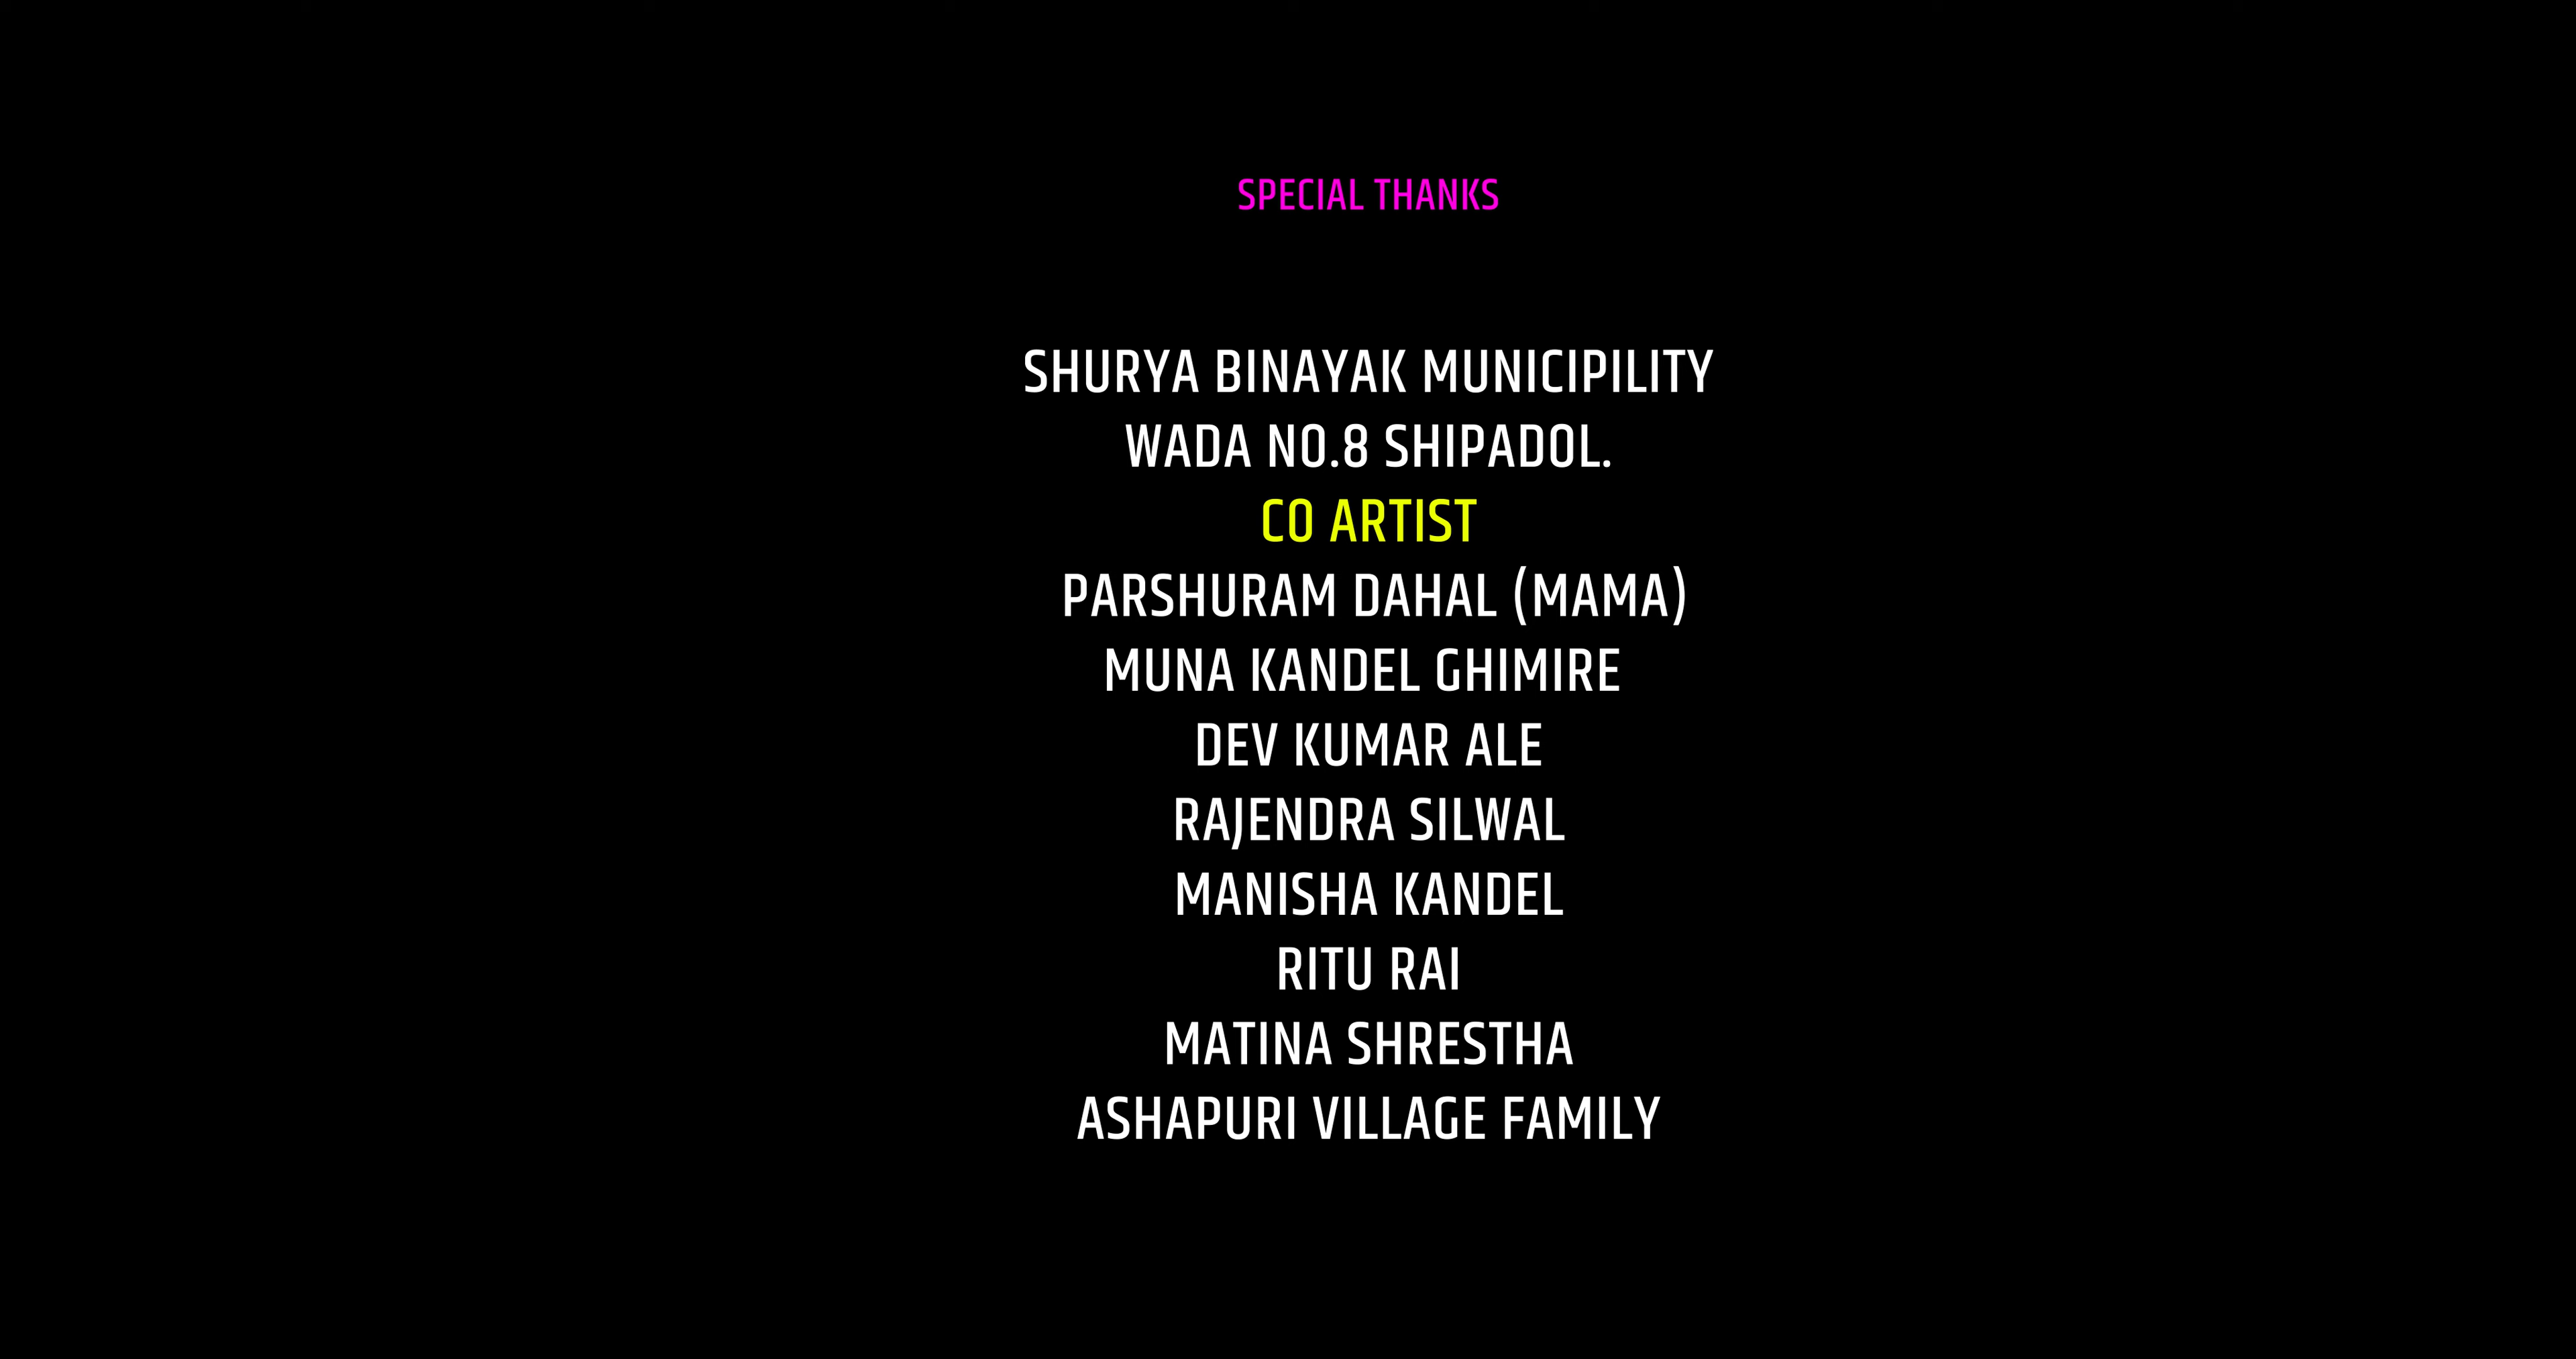 SPECIAL THANKS
SHURYA BINAYAK MUNICIPILITY
WADA NO.8 SHIPADOL.
CO ARTIST
PARSHURAM DAHAL (MAMA)
MUNA KANDEL GHIMIRE
DEV KUMAR ALE
RAJENDRA SILWAL
MANISHA KANDEL
RITU RAI
MATINA SHRESTHA
ASHAPURI VILLAGE FAMILY